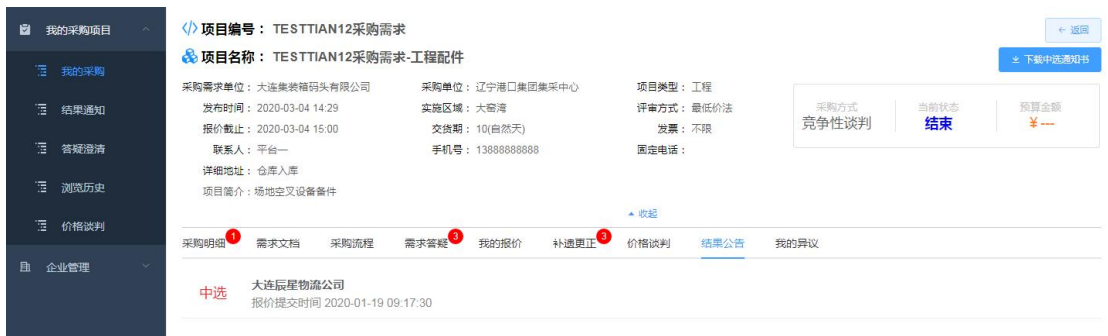 我的采购项目
我的采购
结果通知
答疑澄清
浏览历史
价格谈判
企业管理
项目编号： TESTTIAN12采购需求
← 返回
项目名称： TESTTIAN12采购需求-工程配件
下载中选通知书
采购需求单位：大连集装箱码头有限公司 采购单位：辽宁港口集团集采中心 项目类型：工程
发布时间：2020-03-04 14:29 实施区域：大窑湾 评审方式：最低价法
报价截止：2020-03-04 15:00 交货期：10(自然天) 发票：不限
联系人：平台一 手机号：13888888888 固定电话：
详细地址：仓库入库
项目简介：场地空叉设备备件
采购方式 当前状态 预算金额
竞争性谈判 结束 ¥ ---
收起
采购明细 1 需求文档 采购流程 需求答疑 3 我的报价 补遗更正 3 价格谈判 结果公告 我的异议
中选
大连辰星物流公司
报价提交时间 2020-01-19 09:17:30